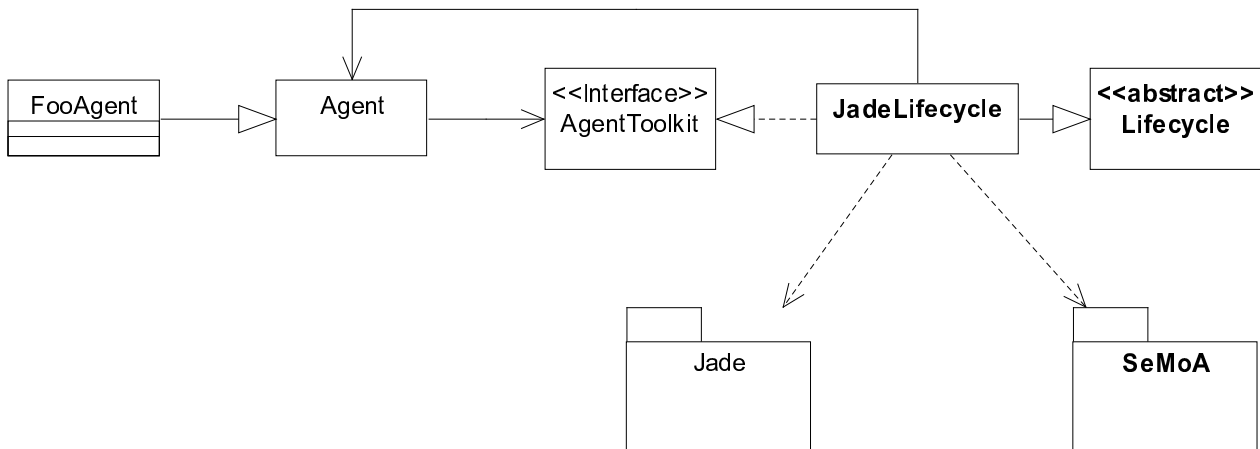 FooAgent
Agent
<<Interface>>
AgentToolkit
JadeLifecycle
<<abstract>>
Lifecycle
Jade
SeMoA